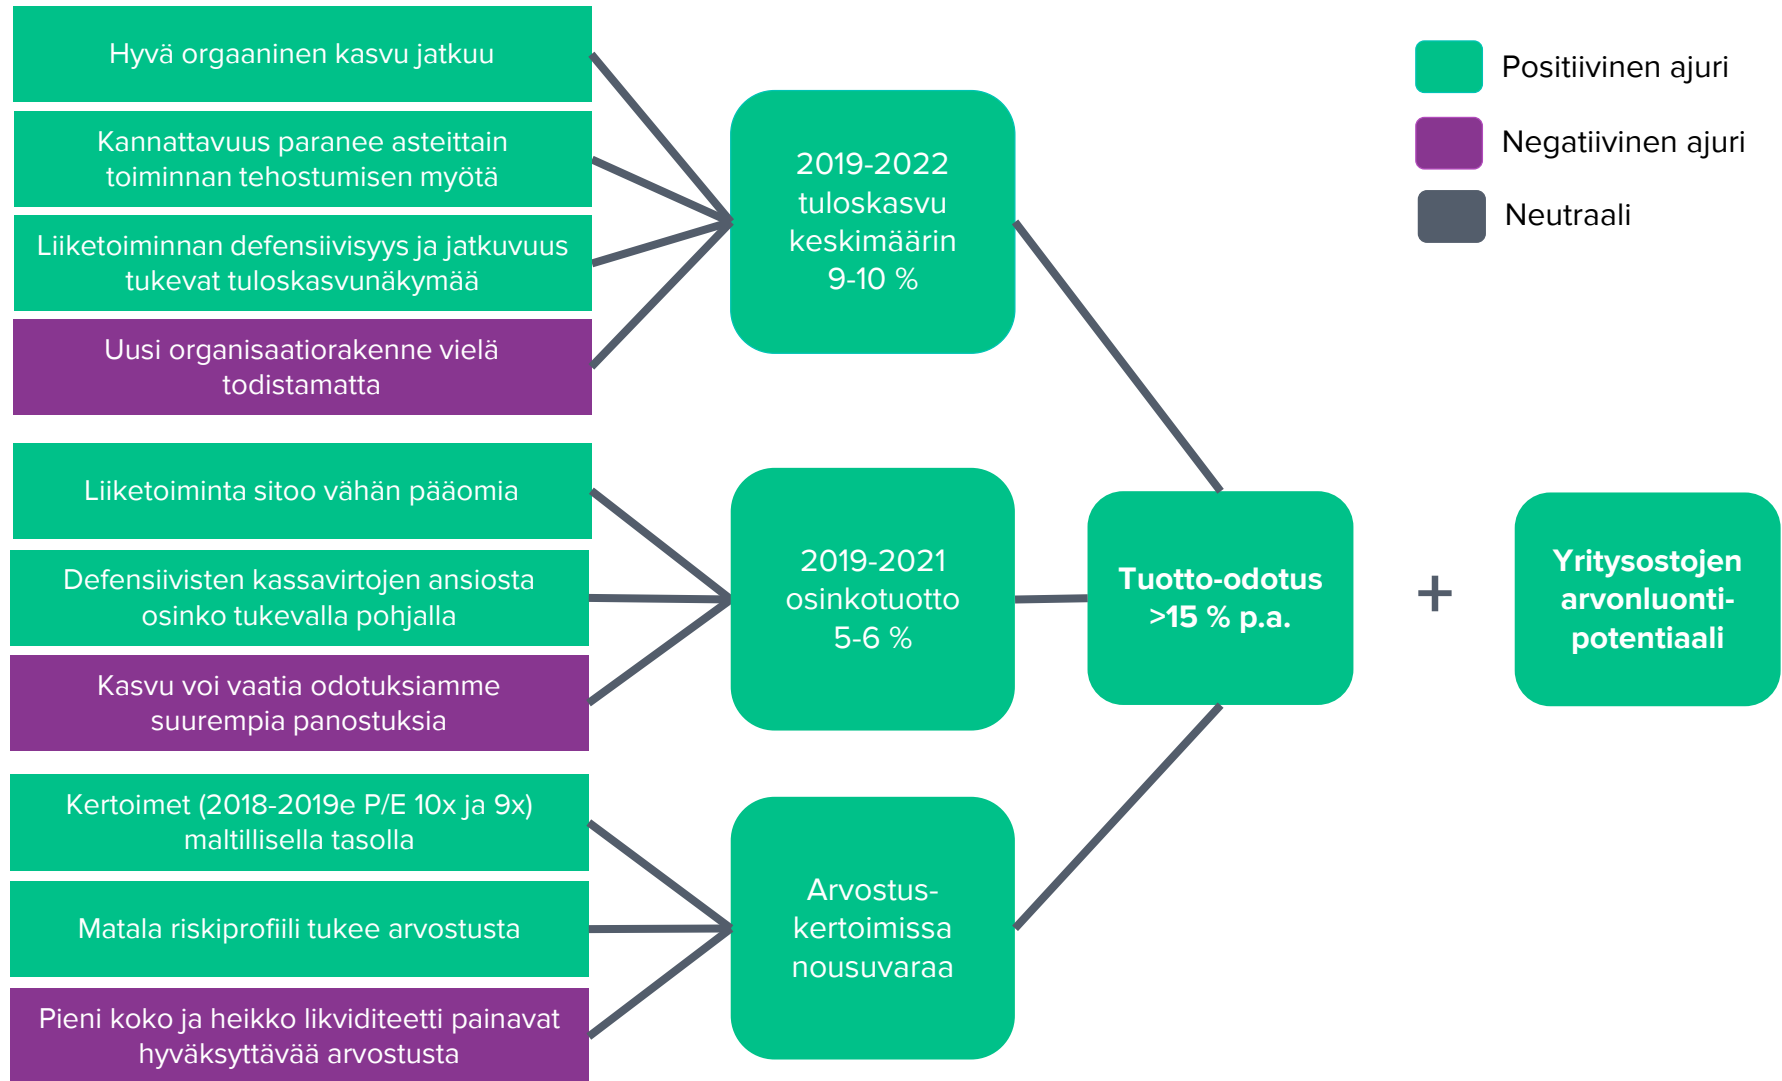 Hyvä orgaaninen kasvu jatkuu
Kannattavuus paranee asteittain
toiminnan tehostumisen myötä
Liiketoiminnan defensiivisyys ja jatkuvuus
tukevat tuloskasvunäkymää
Uusi organisaatiorakenne vielä
todistamatta
2019-2022
tuloskasvu
keskimäärin
9-10 %
Positiivinen ajuri
Negatiivinen ajuri
Neutraali
Liiketoiminta sitoo vähän pääomia
Defensiivisten kassavirtojen ansiosta
osinko tukevalla pohjalla
Kasvu voi vaatia odotuksiamme
suurempia panostuksia
2019-2021
osinkotuotto
5-6 %
Tuotto-odotus
>15 % p.a.
+
Yritysostojen
arvonluonti-
potentiaali
Kertoimet (2018-2019e P/E 10x ja 9x)
maltillisella tasolla
Matala riskiprofiili tukee arvostusta
Pieni koko ja heikko likviditeetti painavat
hyväksyttävää arvostusta
Arvostus-
kertoimissa
nousuvaraa